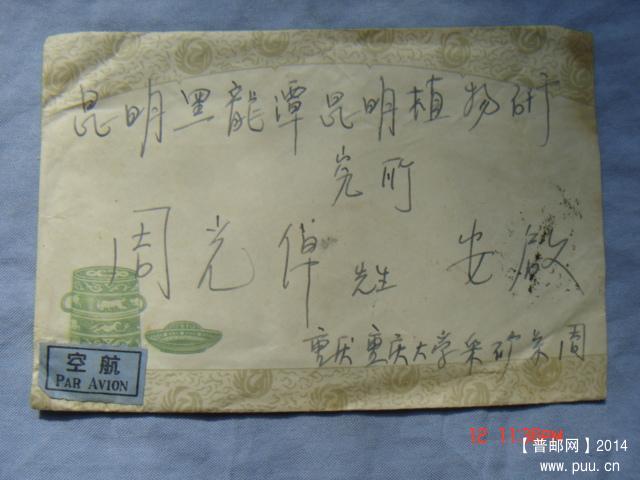 昆明黑龍潭昆明植物研
究所
周光倬 先生 安啟
重庆重庆大学采矿系周
空航
PAR AVION
12 11:36PM
【普邮网】2014
www.puu.cn